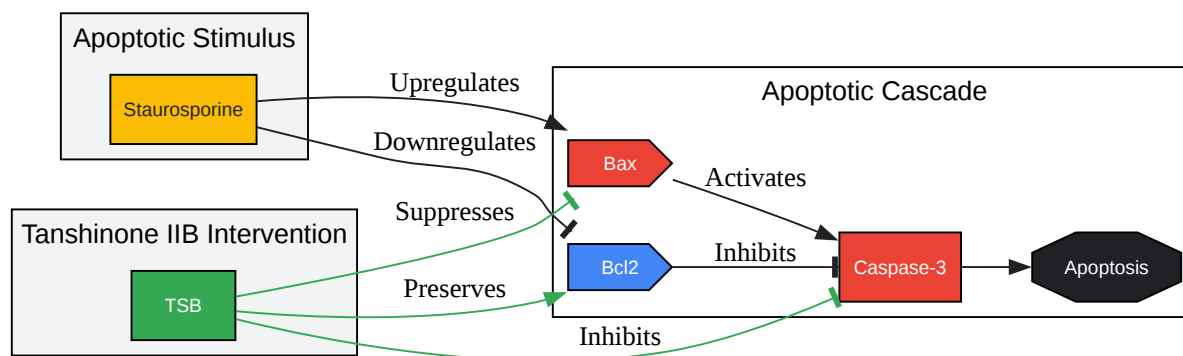 Apoptotic Stimulus
Staurosporine
Upregulates
Downregulates
Apoptotic Cascade
Bax
Activates
Suppresses
Tanshinone IIB Intervention
TSB
Preserves
Bcl2
Inhibits
Caspase-3
Apoptosis
Inhibits